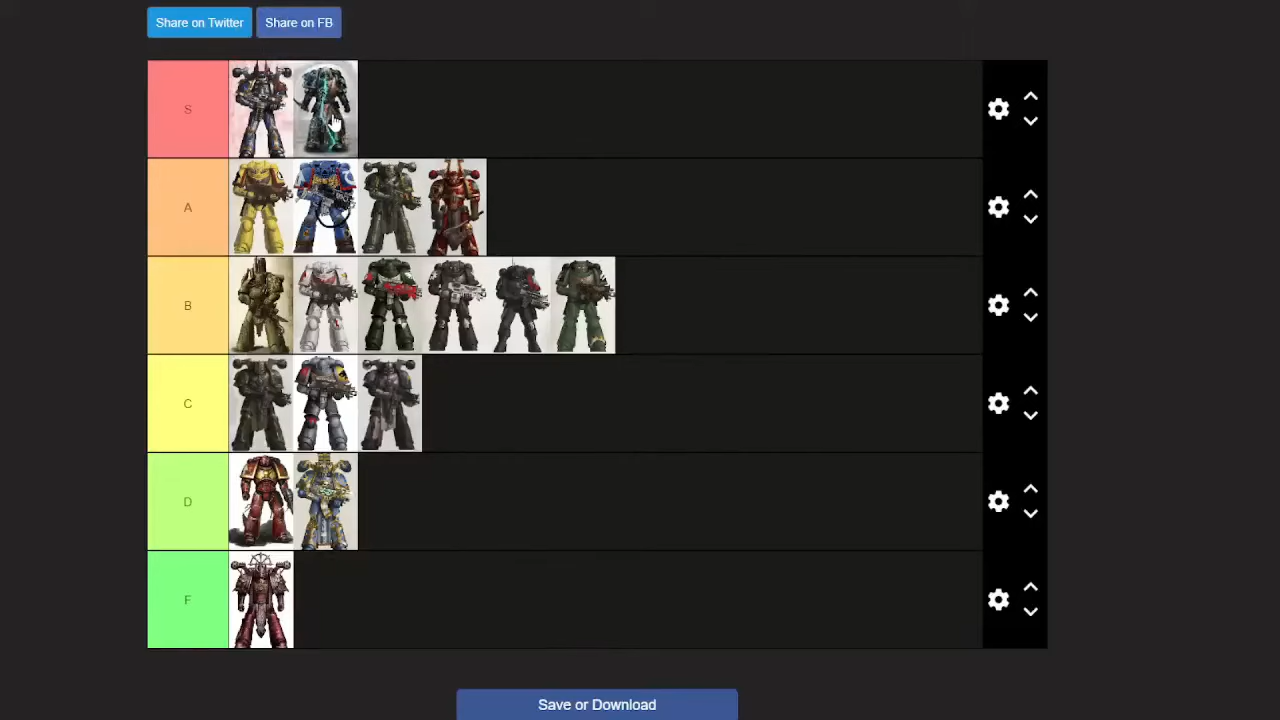 Share on Twitter
Share on FB
S
A
B
C
D
F
Save or Download